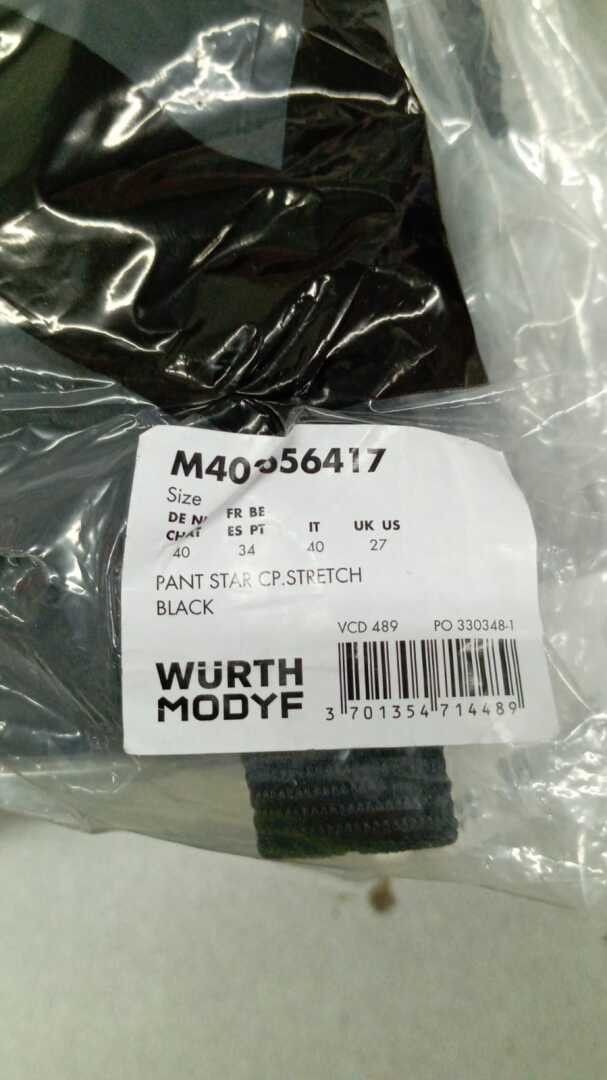 Size
DE
FR BE
CH AT
ES PT
IT
UK US
40
34
40
27
PANT STAR CP.STRETCH
BLACK
VCD 489
PO 330348-1
WÜRTH
MODYF
3 701354 714489